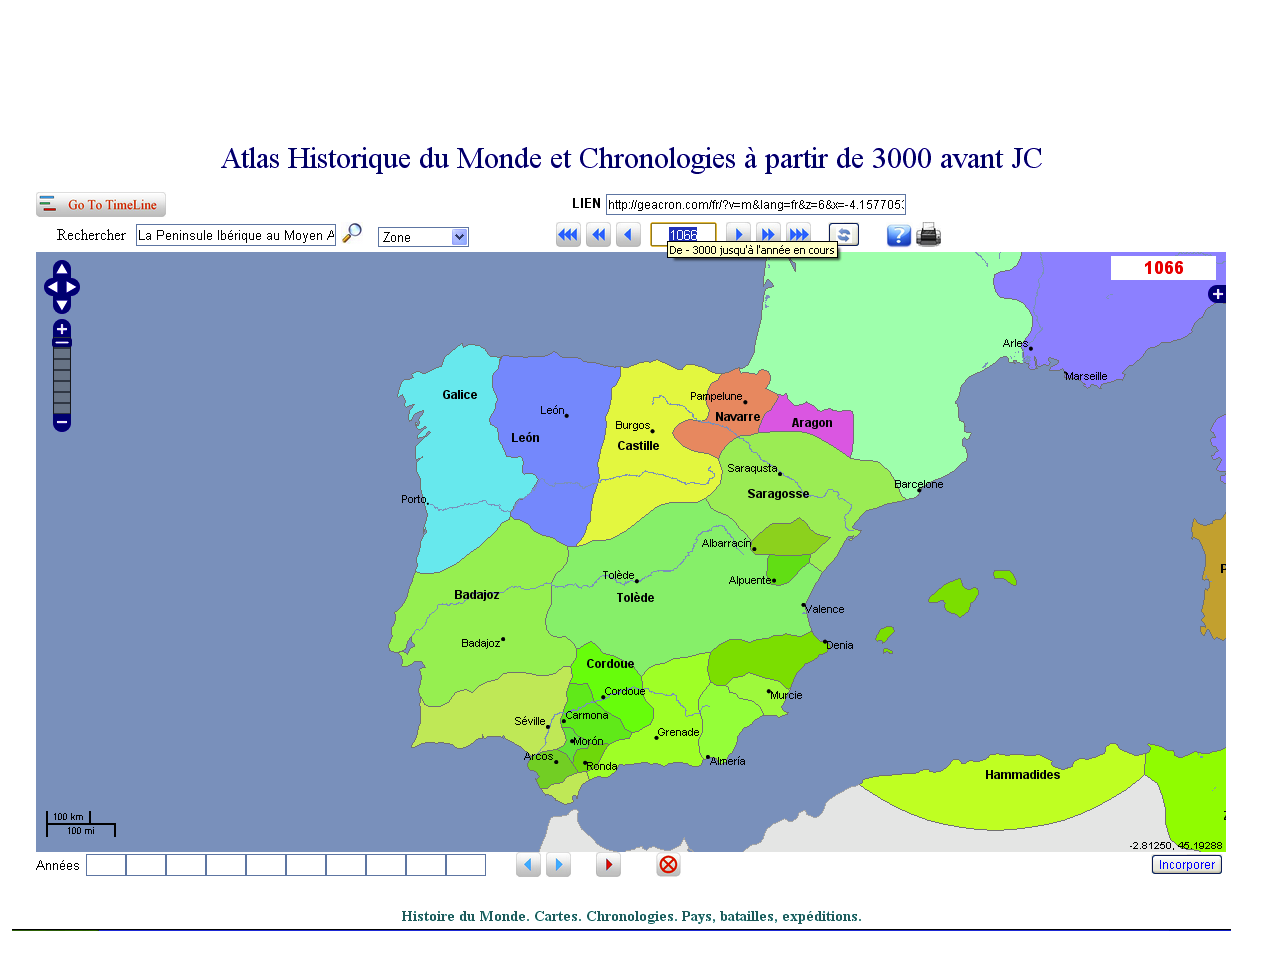 Atlas Historique du Monde et Chronologies à partir de 3000 avant JC
Go To TimeLine
LIEN http://geacron.com/fr/?v=m&lang=fr&z=6&x=-4.157705
Rechercher La Peninsule Ibérique au Moyen A Zone
1066
De - 3000 jusqu'à l'année en cours
1066
Arles
Marseille
Galice
Pampelune
León
Navarre
Aragon
Burgos
León
Castille
Saraqusta
Barcelone
Saragosse
Porto
Albarracín
Tolède
Alpuente
Tolède
Badajoz
Valence
Badajoz
Denia
Cordoue
Cordoue
Murcie
Séville
Carmona
Grenade
Morón
Arcos
Almería
Ronda
Hammadides
P
100 km
100 mi
-2.81250, 45.19288
Années
Incorporer
Histoire du Monde. Cartes. Chronologies. Pays, batailles, expéditions.